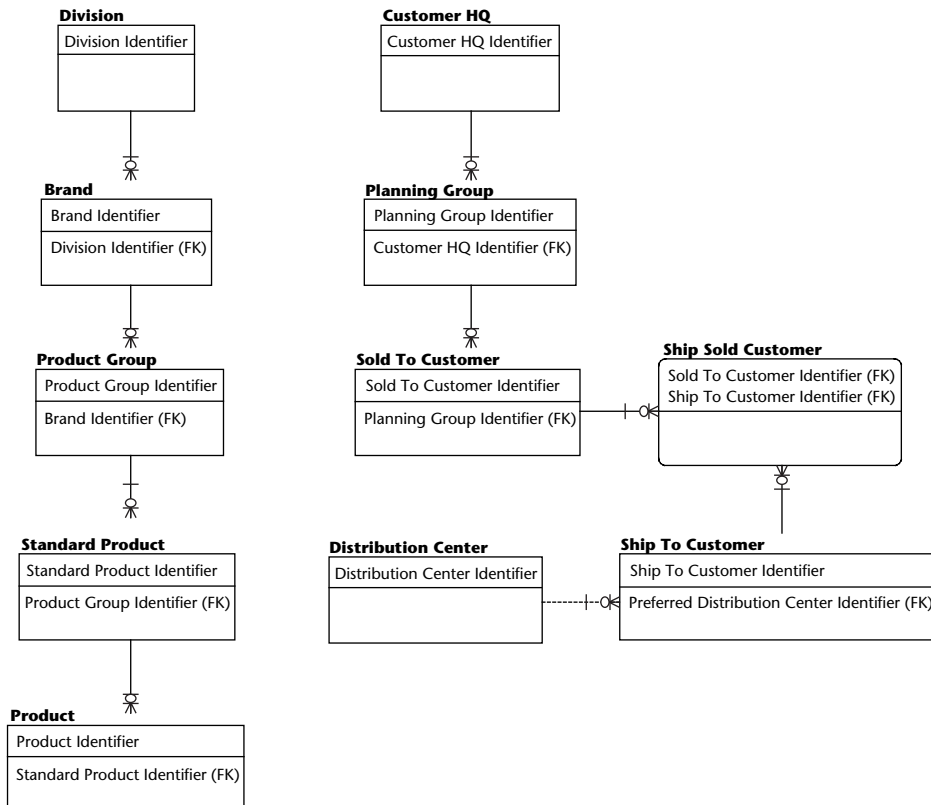 Division
Division Identifier
Brand
Brand Identifier
Division Identifier (FK)
Product Group
Product Group Identifier
Brand Identifier (FK)
Standard Product
Standard Product Identifier
Product Group Identifier (FK)
Product
Product Identifier
Standard Product Identifier (FK)
Customer HQ
Customer HQ Identifier
Planning Group
Planning Group Identifier
Customer HQ Identifier (FK)
Sold To Customer
Sold To Customer Identifier
Planning Group Identifier (FK)
Ship Sold Customer
Sold To Customer Identifier (FK)
Ship To Customer Identifier (FK)
Distribution Center
Distribution Center Identifier
Ship To Customer
Ship To Customer Identifier
Preferred Distribution Center Identifier (FK)